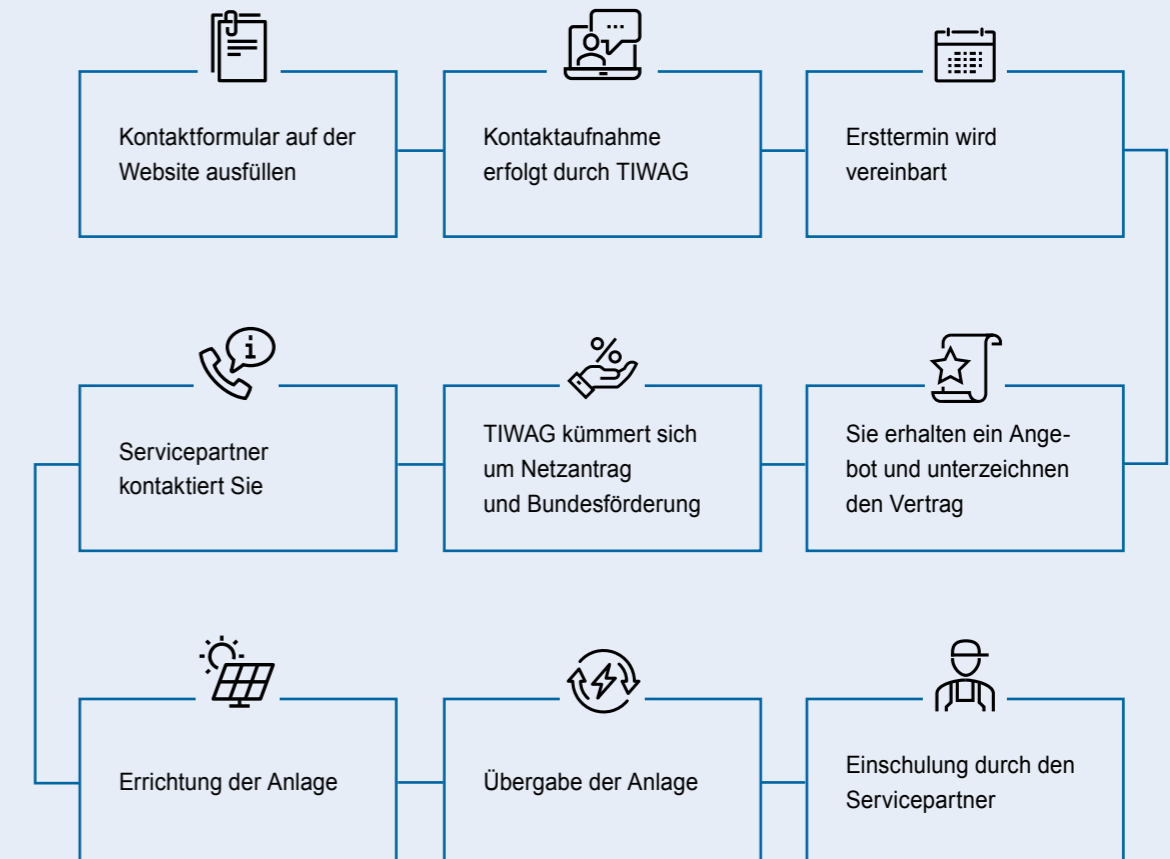 Kontaktformular auf der
Website ausfüllen
Kontaktaufnahme
erfolgt durch TIWAG
Ersttermin wird
vereinbart
Servicepartner
kontaktiert Sie
TIWAG kümmert sich
um Netzantrag
und Bundesförderung
Sie erhalten ein Ange-
bot und unterzeichnen
den Vertrag
Errichtung der Anlage
Übergabe der Anlage
Einschulung durch den
Servicepartner